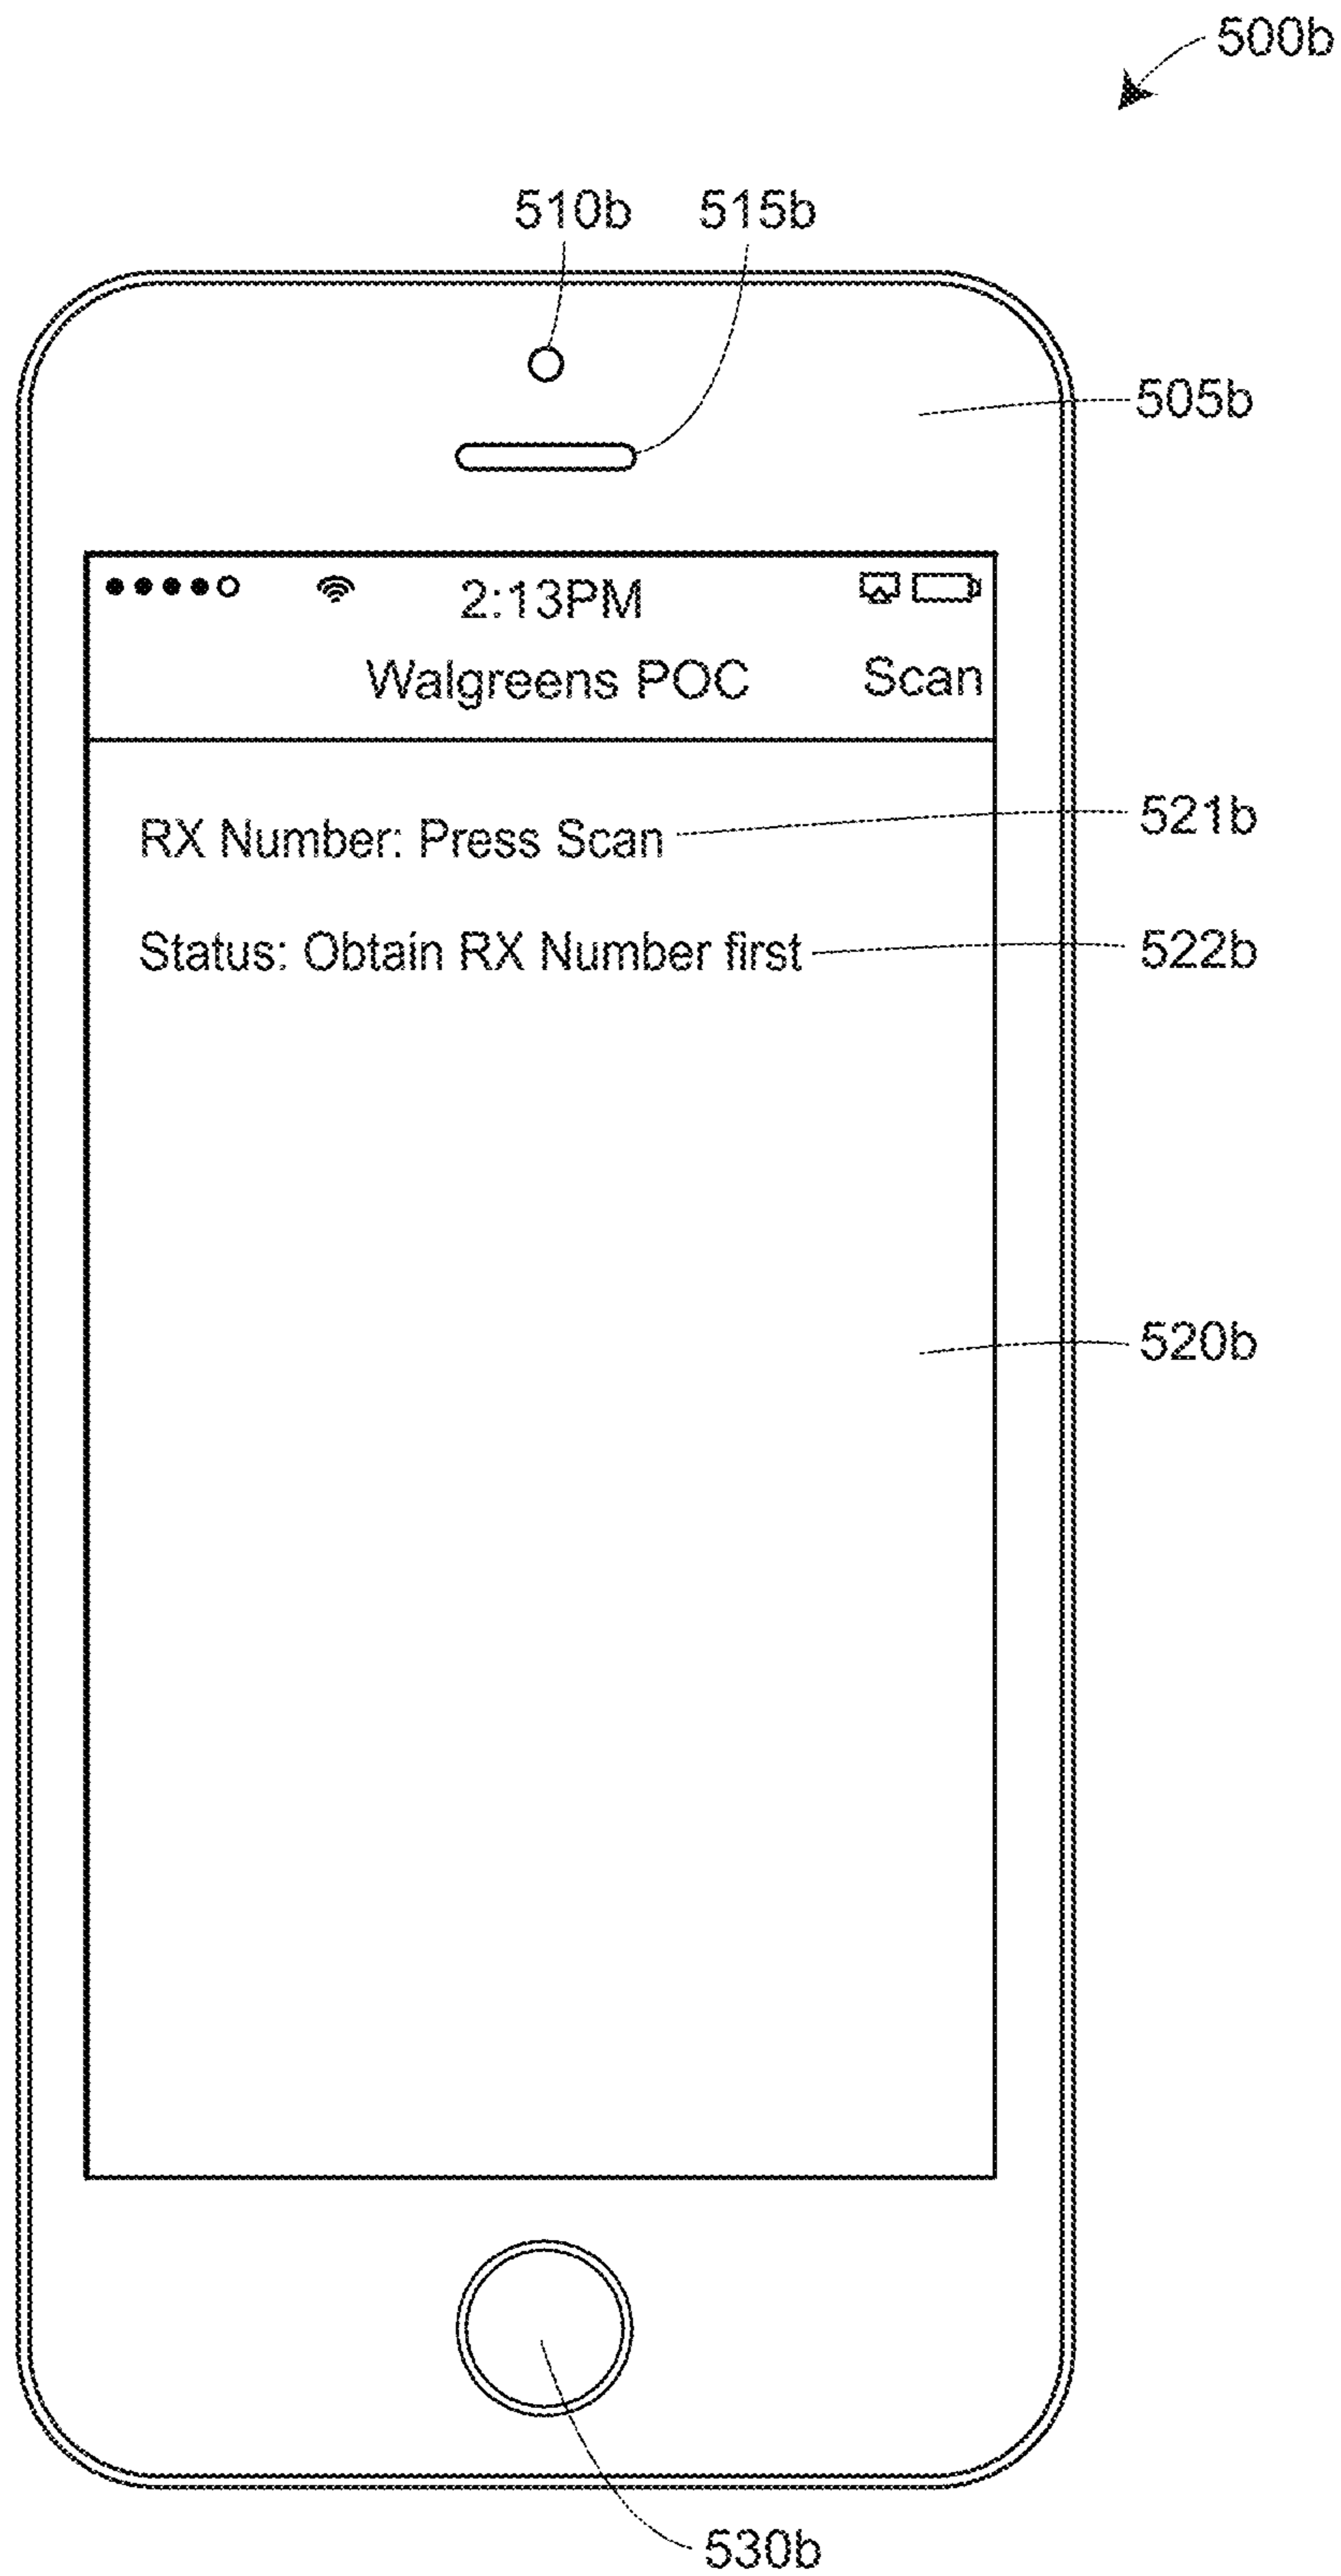 500b
510b 515b
505b
2:13PM
Walgreens POC Scan
RX Number: Press Scan 521b
Status: Obtain RX Number first 522b
520b
530b